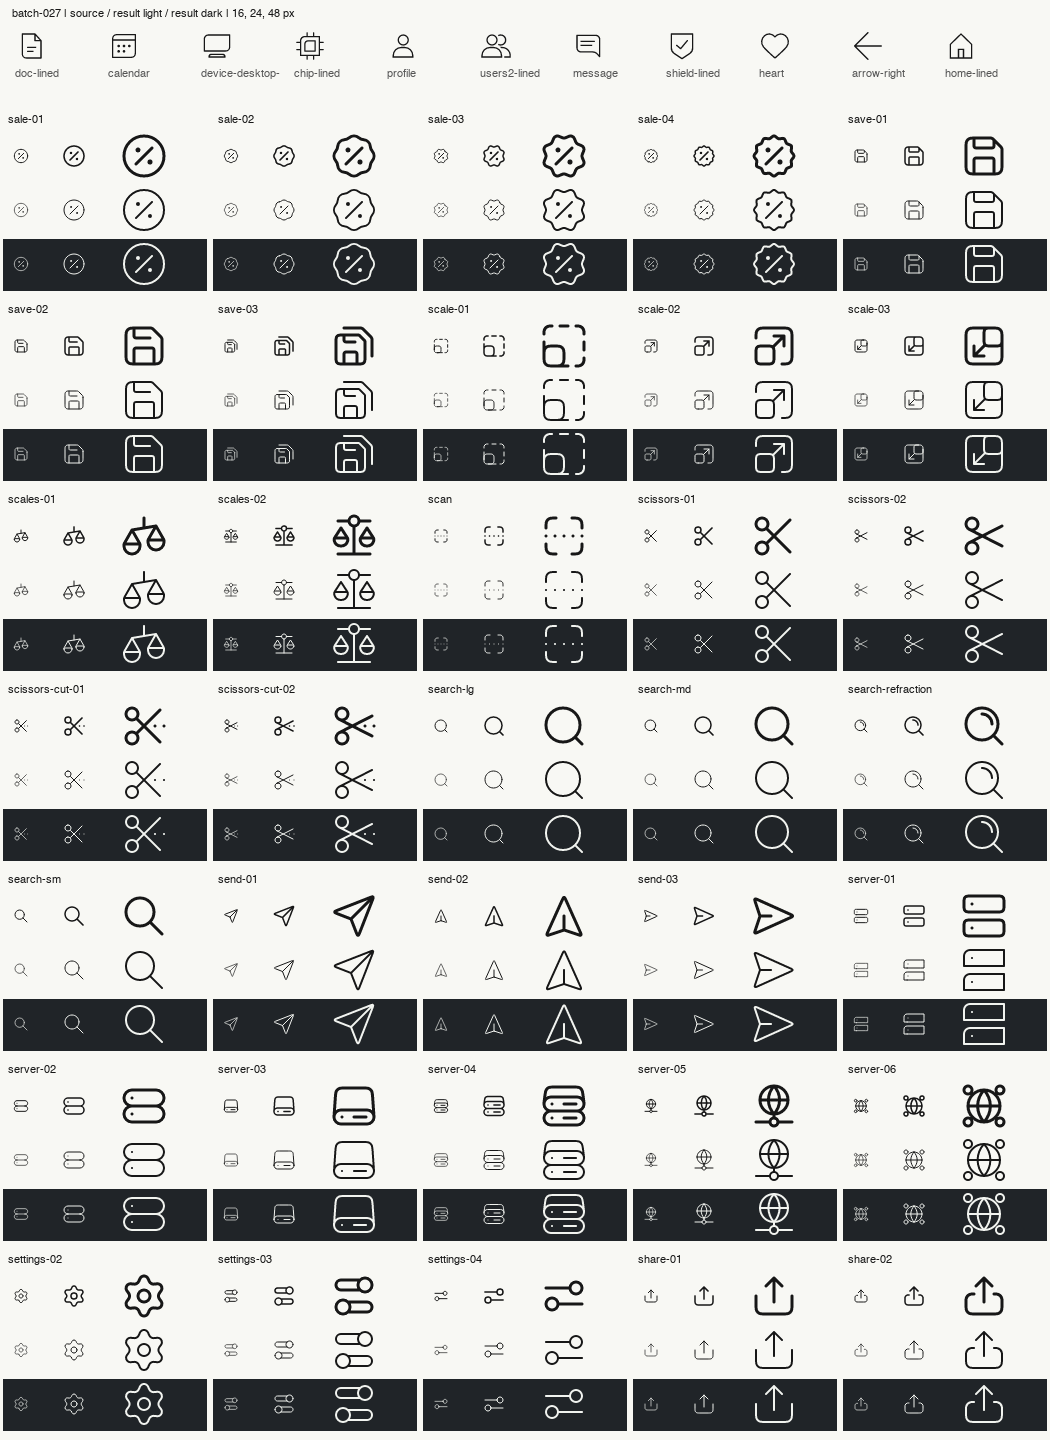 batch-027 | source / result light / result dark | 16, 24, 48 px
doc-lined calendar device-desktop- chip-lined profile users2-lined message shield-lined heart arrow-right home-lined
sale-01 sale-02 sale-03 sale-04 save-01
save-02 save-03 scale-01 scale-02 scale-03
scales-01 scales-02 scan scissors-01 scissors-02
scissors-cut-01 scissors-cut-02 search-lg search-md search-refraction
search-sm send-01 send-02 send-03 server-01
server-02 server-03 server-04 server-05 server-06
settings-02 settings-03 settings-04 share-01 share-02